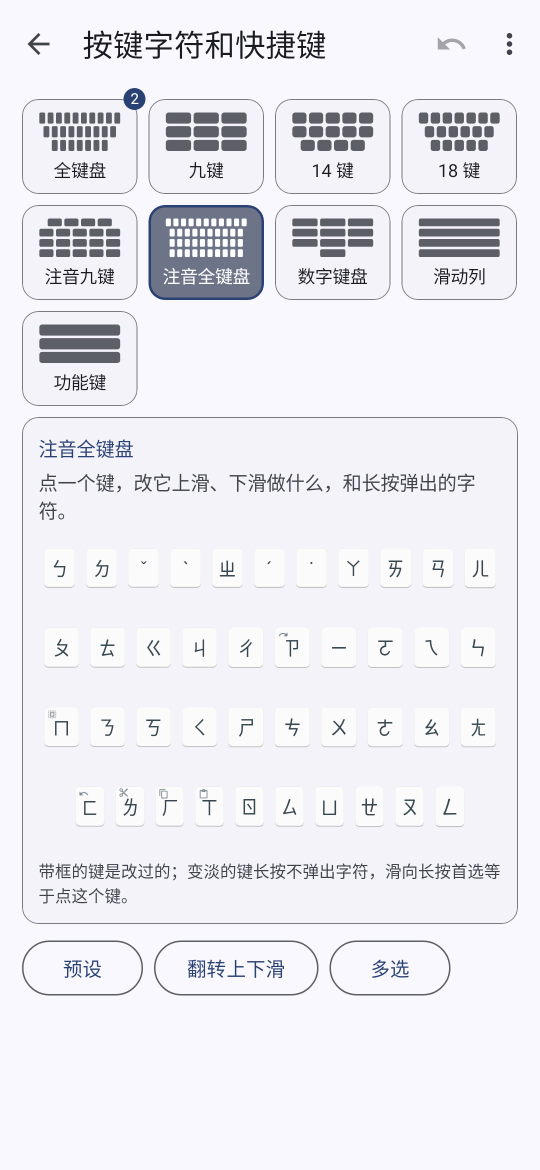 按键字符和快捷键
2
全键盘
九键
14 键
18 键
注音九键
注音全键盘
数字键盘
滑动列
功能键
注音全键盘
点一个键，改它上滑、下滑做什么，和长按弹出的字
符。
ㄅ ㄉ ˇ ˋ ㄓ ˊ ˙ ㄚ ㄞ ㄢ ㄦ
ㄆ ㄊ ㄍ ㄐ ㄔ ㄗ ㄧ ㄛ ㄟ ㄣ
ㄇ ㄋ ㄎ ㄑ ㄕ ㄘ ㄨ ㄜ ㄠ ㄤ
ㄈ ㄌ ㄏ ㄒ ㄖ ㄙ ㄩ ㄝ ㄡ ㄥ
带框的键是改过的；变淡的键长按不弹出字符，滑向长按首选等
于点这个键。
预设
翻转上下滑
多选